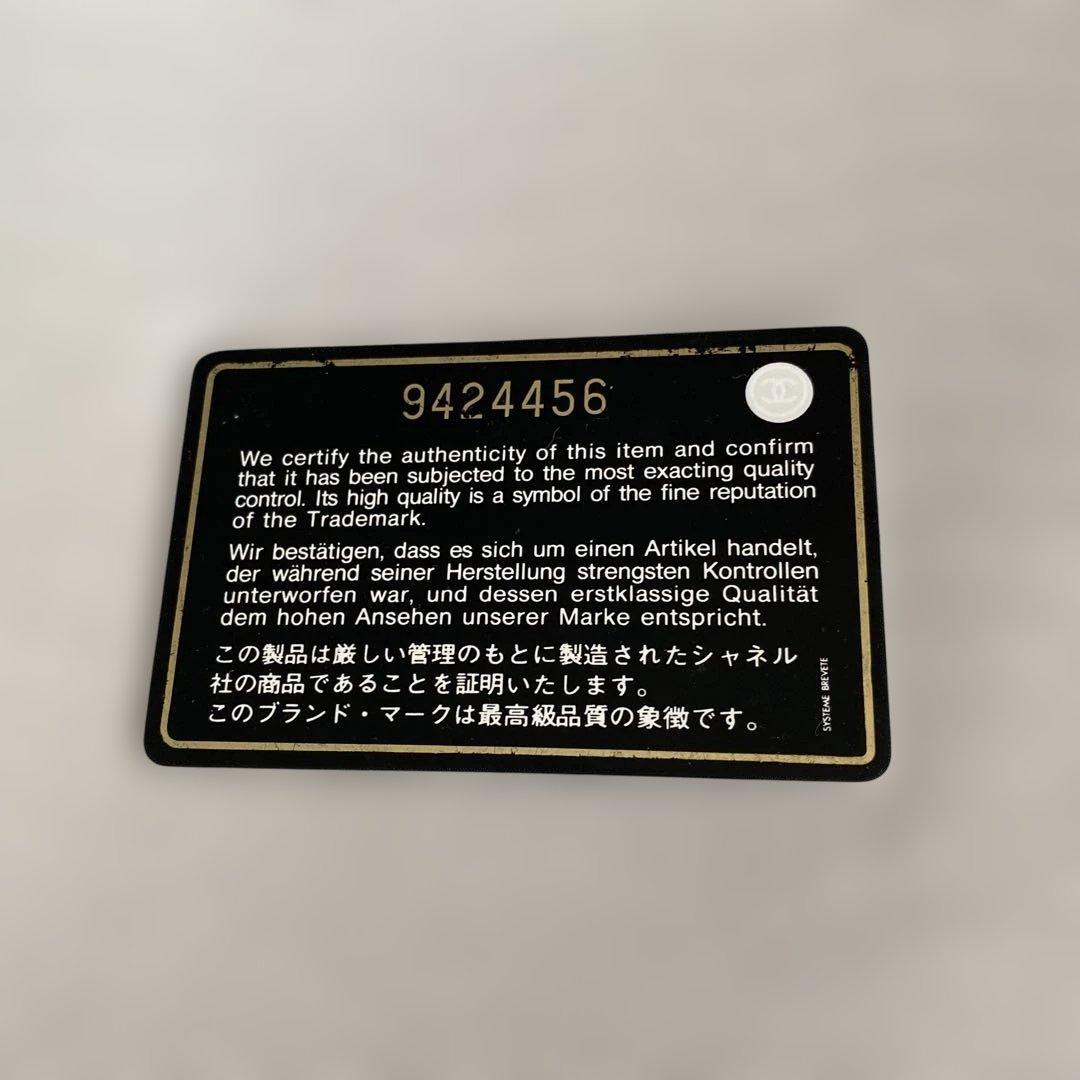 9424456
We certify the authenticity of this item and confirm
that it has been subjected to the most exacting quality
control. Its high quality is a symbol of the fine reputation
of the Trademark.
Wir bestätigen, dass es sich um einen Artikel handelt,
der während seiner Herstellung strengsten Kontrollen
unterworfen war, und dessen erstklassige Qualität
dem hohen Ansehen unserer Marke entspricht.
この製品は厳しい管理のもとに製造されたシャネル
社の商品であることを証明いたします。
このブランド・マークは最高級品質の象徴です。
SYSTEME BREVETE